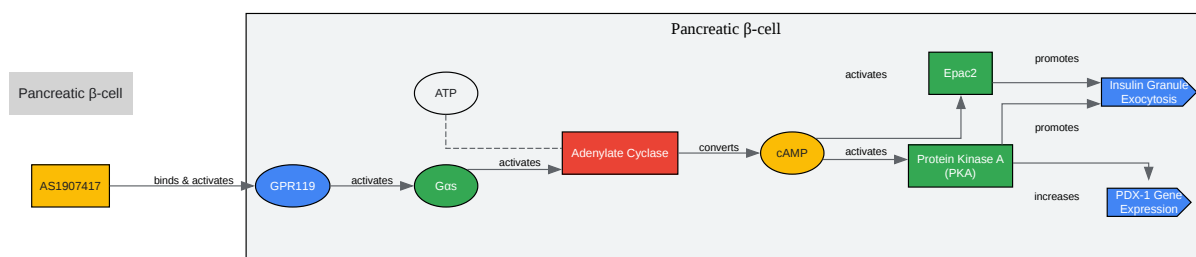 Pancreatic β-cell
Pancreatic β-cell
ATP
Epac2
activates
promotes
Insulin Granule
Exocytosis
promotes
Adenylate Cyclase
activates
converts
cAMP
activates
Protein Kinase A
(PKA)
AS1907417
binds & activates
GPR119
activates
Gαs
increases
PDX-1 Gene
Expression